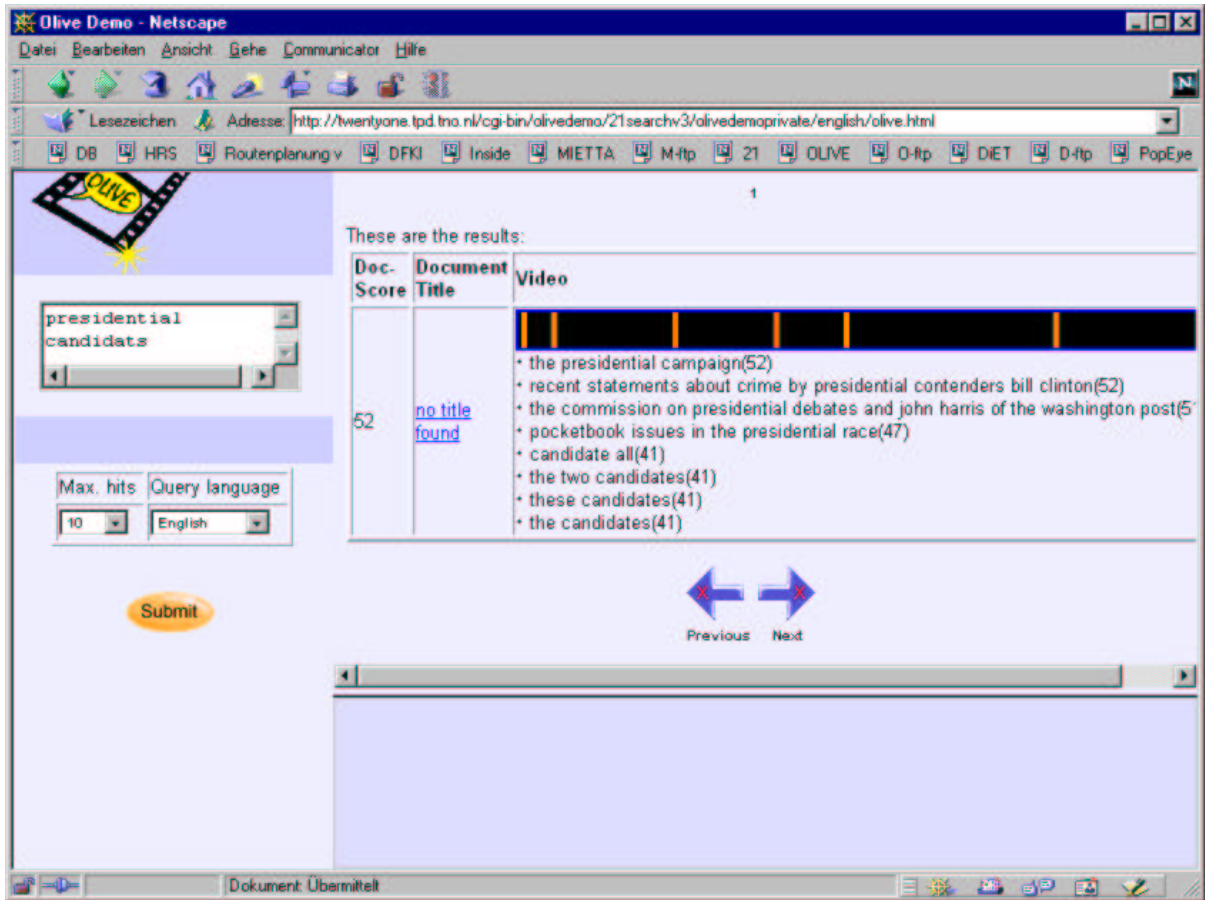 Olive Demo - Netscape
Datei Bearbeiten Ansicht Gehe Communicator Hilfe
Lesezeichen Adresse: http://twentyone.tpd.tno.nl/cgi-bin/olivedemo/21searchv3/olivedemoprivate/english/olive.html
DB HRS Routenplanung v DFKI Inside MIETTA M-ftp 21 OLIVE O-ftp DiET D-ftp PopEye
OLIVE
N
1
These are the results:
Doc-Score Document Title Video
presidential
candidats
52 no title found
• the presidential campaign(52)
• recent statements about crime by presidential contenders bill clinton(52)
• the commission on presidential debates and john harris of the washington post(5
• pocketbook issues in the presidential race(47)
• candidate all(41)
• the two candidates(41)
• these candidates(41)
• the candidates(41)
Max. hits Query language
10 English
Submit
Previous Next
Dokument: Übermittelt